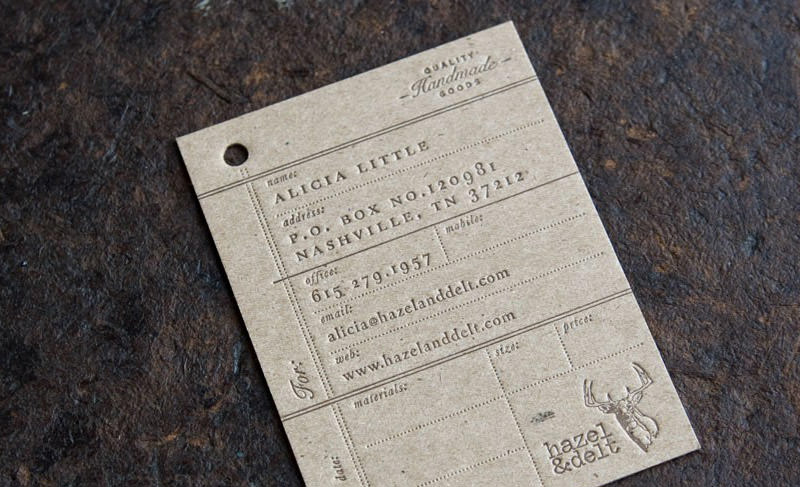 QUALITY
Handmade
GOODS
name:
ALICIA LITTLE
address:
P.O. BOX NO.120981
NASHVILLE, TN 37212
office:
mobile:
615 279.1957
email:
alicia@hazelanddelt.com
web:
www.hazelanddelt.com
For:
materials:
size:
price:
date:
hazel
&delt